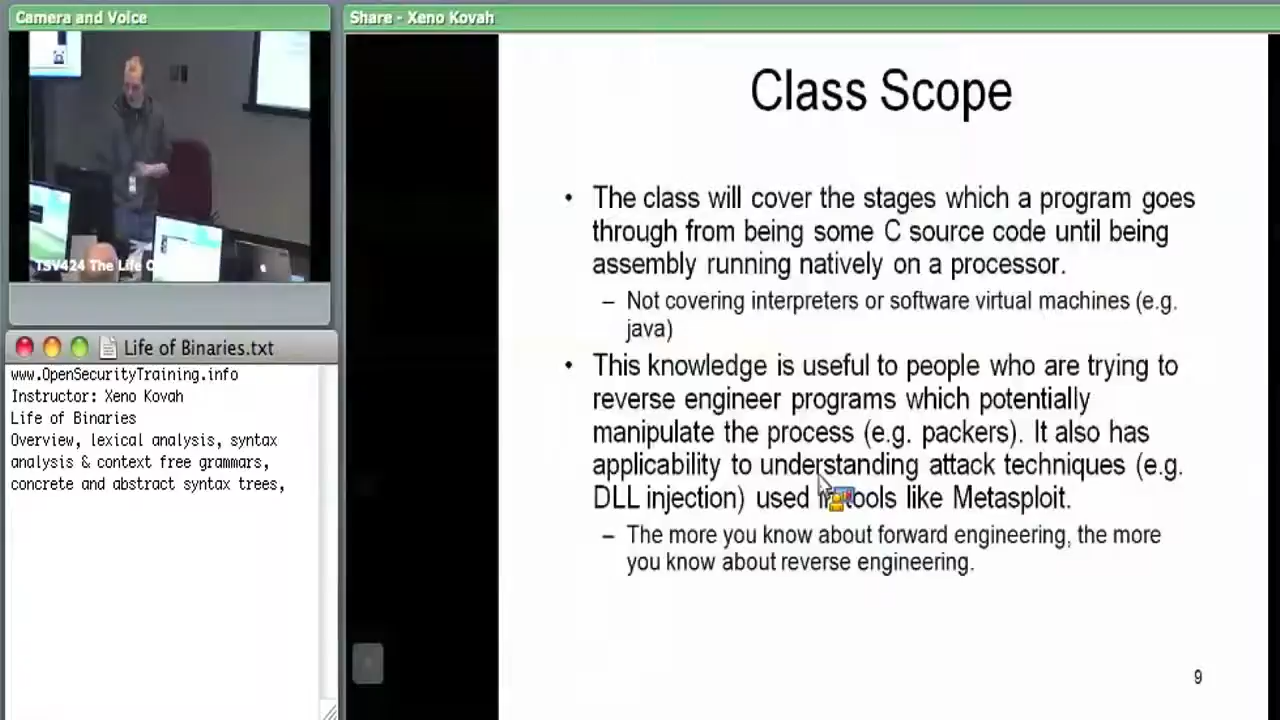 Camera and Voice
TSV424 The Life O
Life of Binaries.txt
www.OpenSecurityTraining.info
Instructor: Xeno Kovah
Life of Binaries
Overview, lexical analysis, syntax
analysis & context free grammars,
concrete and abstract syntax trees,
Share - Xeno Kovah
Class Scope
• The class will cover the stages which a program goes
through from being some C source code until being
assembly running natively on a processor.
– Not covering interpreters or software virtual machines (e.g.
java)
• This knowledge is useful to people who are trying to
reverse engineer programs which potentially
manipulate the process (e.g. packers). It also has
applicability to understanding attack techniques (e.g.
DLL injection) used in tools like Metasploit.
– The more you know about forward engineering, the more
you know about reverse engineering.
9